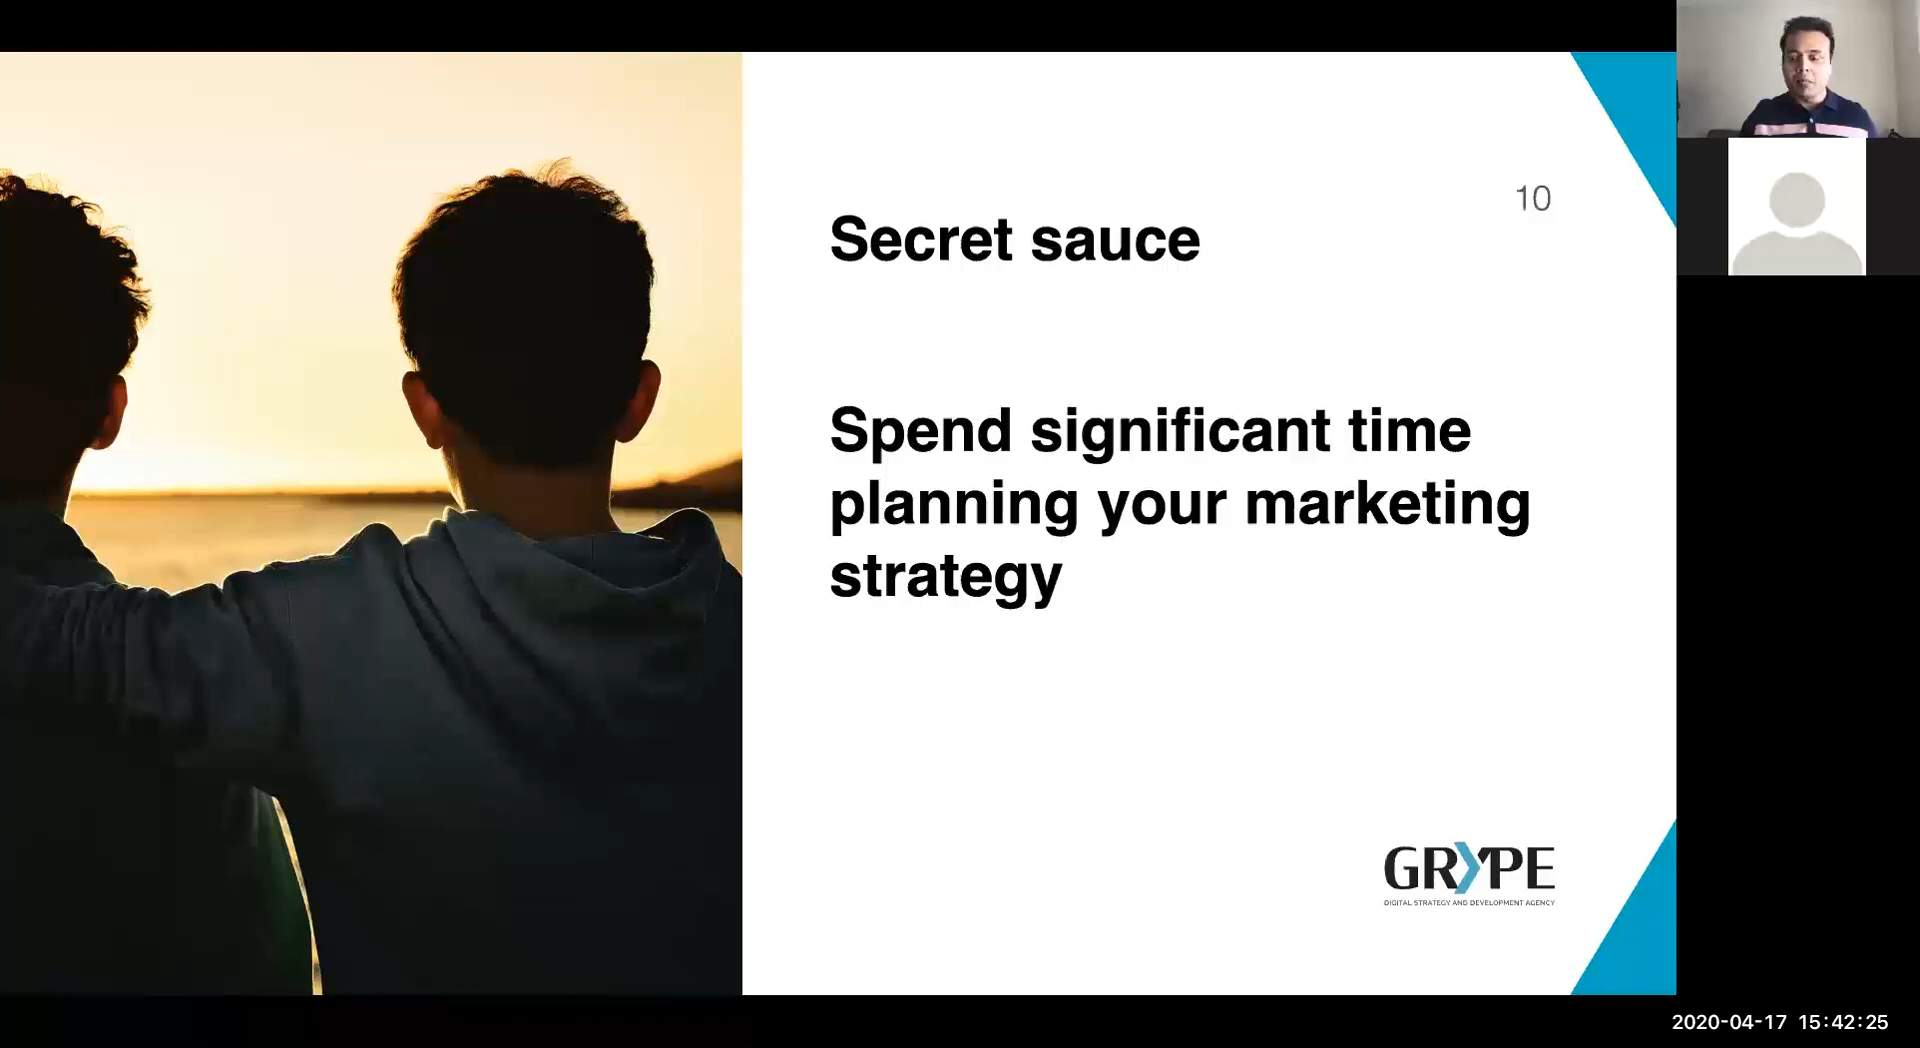 10
Secret sauce
Spend significant time
planning your marketing
strategy
GRYPE
DIGITAL STRATEGY AND DEVELOPMENT AGENCY
2020-04-17 15:42:25